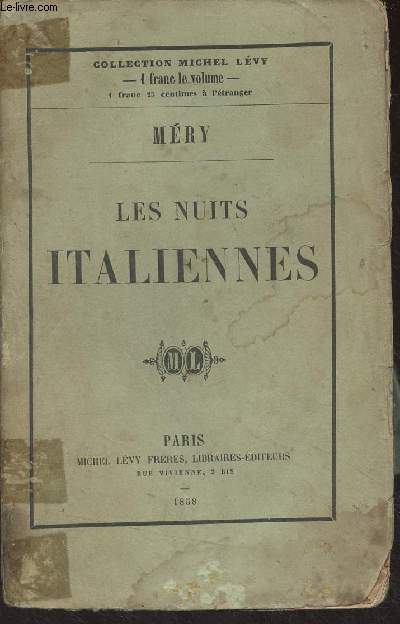 Le-livre.com
COLLECTION MICHEL LÉVY
— 1 franc le volume —
1 franc 25 centimes à l'étranger
MÉRY
LES NUITS
ITALIENNES
ML
PARIS
MICHEL LÉVY FRÈRES, LIBRAIRES-ÉDITEURS
RUE VIVIENNE, 2 BIS
—
1858